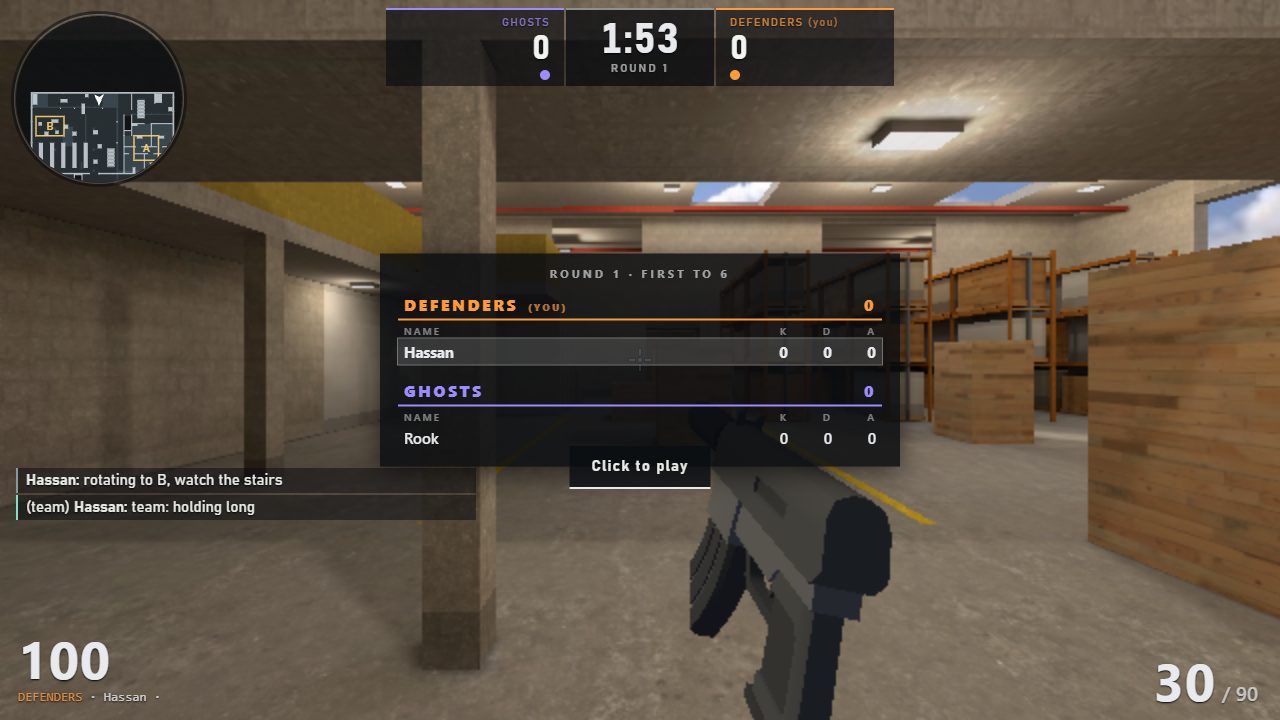 GHOSTS
0
1:53
ROUND 1
DEFENDERS (you)
0
B
A
ROUND 1 · FIRST TO 6
DEFENDERS (YOU) 0
NAME K D A
Hassan 0 0 0
GHOSTS 0
NAME K D A
Rook 0 0 0
Click to play
Hassan: rotating to B, watch the stairs
(team) Hassan: team: holding long
100
DEFENDERS · Hassan ·
30 / 90